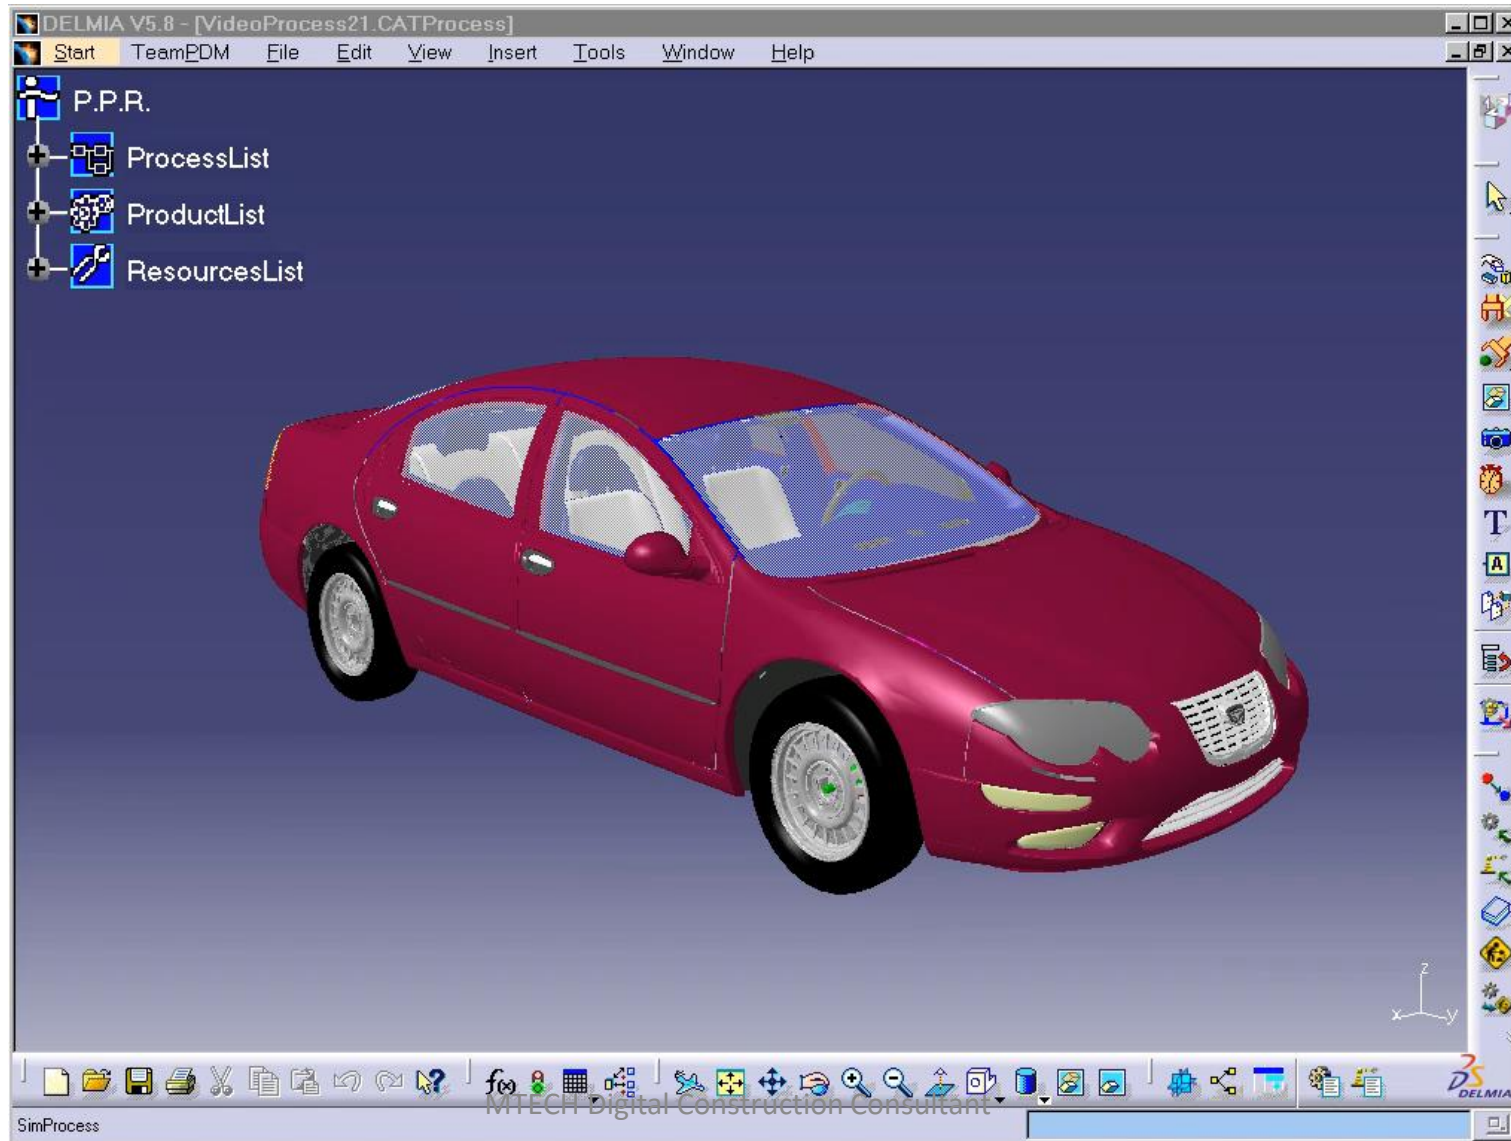 DELMIA V5.8 - [VideoProcess21.CATProcess]
Start TeamPDM File Edit View Insert Tools Window Help
P.P.R.
ProcessList
ProductList
ResourcesList
T
A
z
x y
f(x)
MTECH Digital Construction Consultant
DS
DELMIA
SimProcess